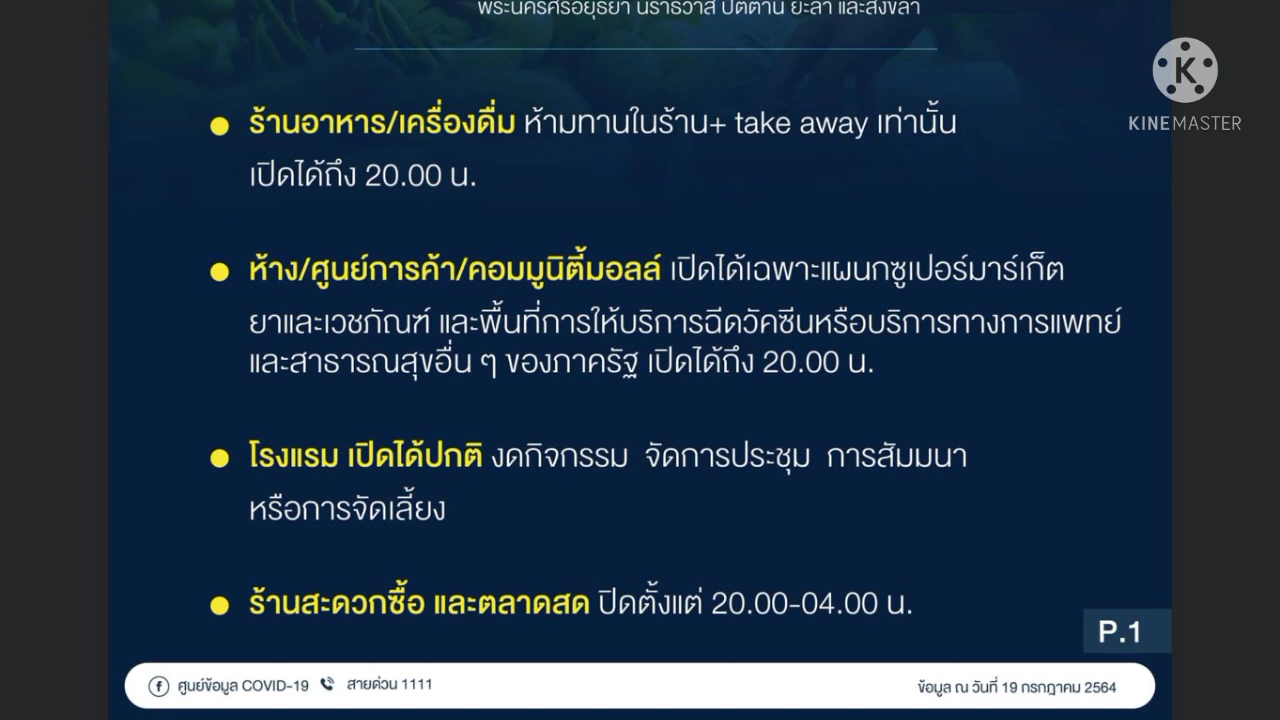 พระนครศรีอยุธยา นราธิวาส ปัตตานี ยะลา และสงขลา
KINEMASTER
ร้านอาหาร/เครื่องดื่ม ห้ามทานในร้าน+ take away เท่านั้น
เปิดได้ถึง 20.00 น.
ห้าง/ศูนย์การค้า/คอมมูนิตี้มอลล์ เปิดได้เฉพาะแผนกซูเปอร์มาร์เก็ต
ยาและเวชภัณฑ์ และพื้นที่การให้บริการฉีดวัคซีนหรือบริการทางการแพทย์
และสาธารณสุขอื่น ๆ ของภาครัฐ เปิดได้ถึง 20.00 น.
โรงแรม เปิดได้ปกติ งดกิจกรรม จัดการประชุม การสัมมนา
หรือการจัดเลี้ยง
ร้านสะดวกซื้อ และตลาดสด ปิดตั้งแต่ 20.00-04.00 น.
P.1
ศูนย์ข้อมูล COVID-19 สายด่วน 1111
ข้อมูล ณ วันที่ 19 กรกฎาคม 2564